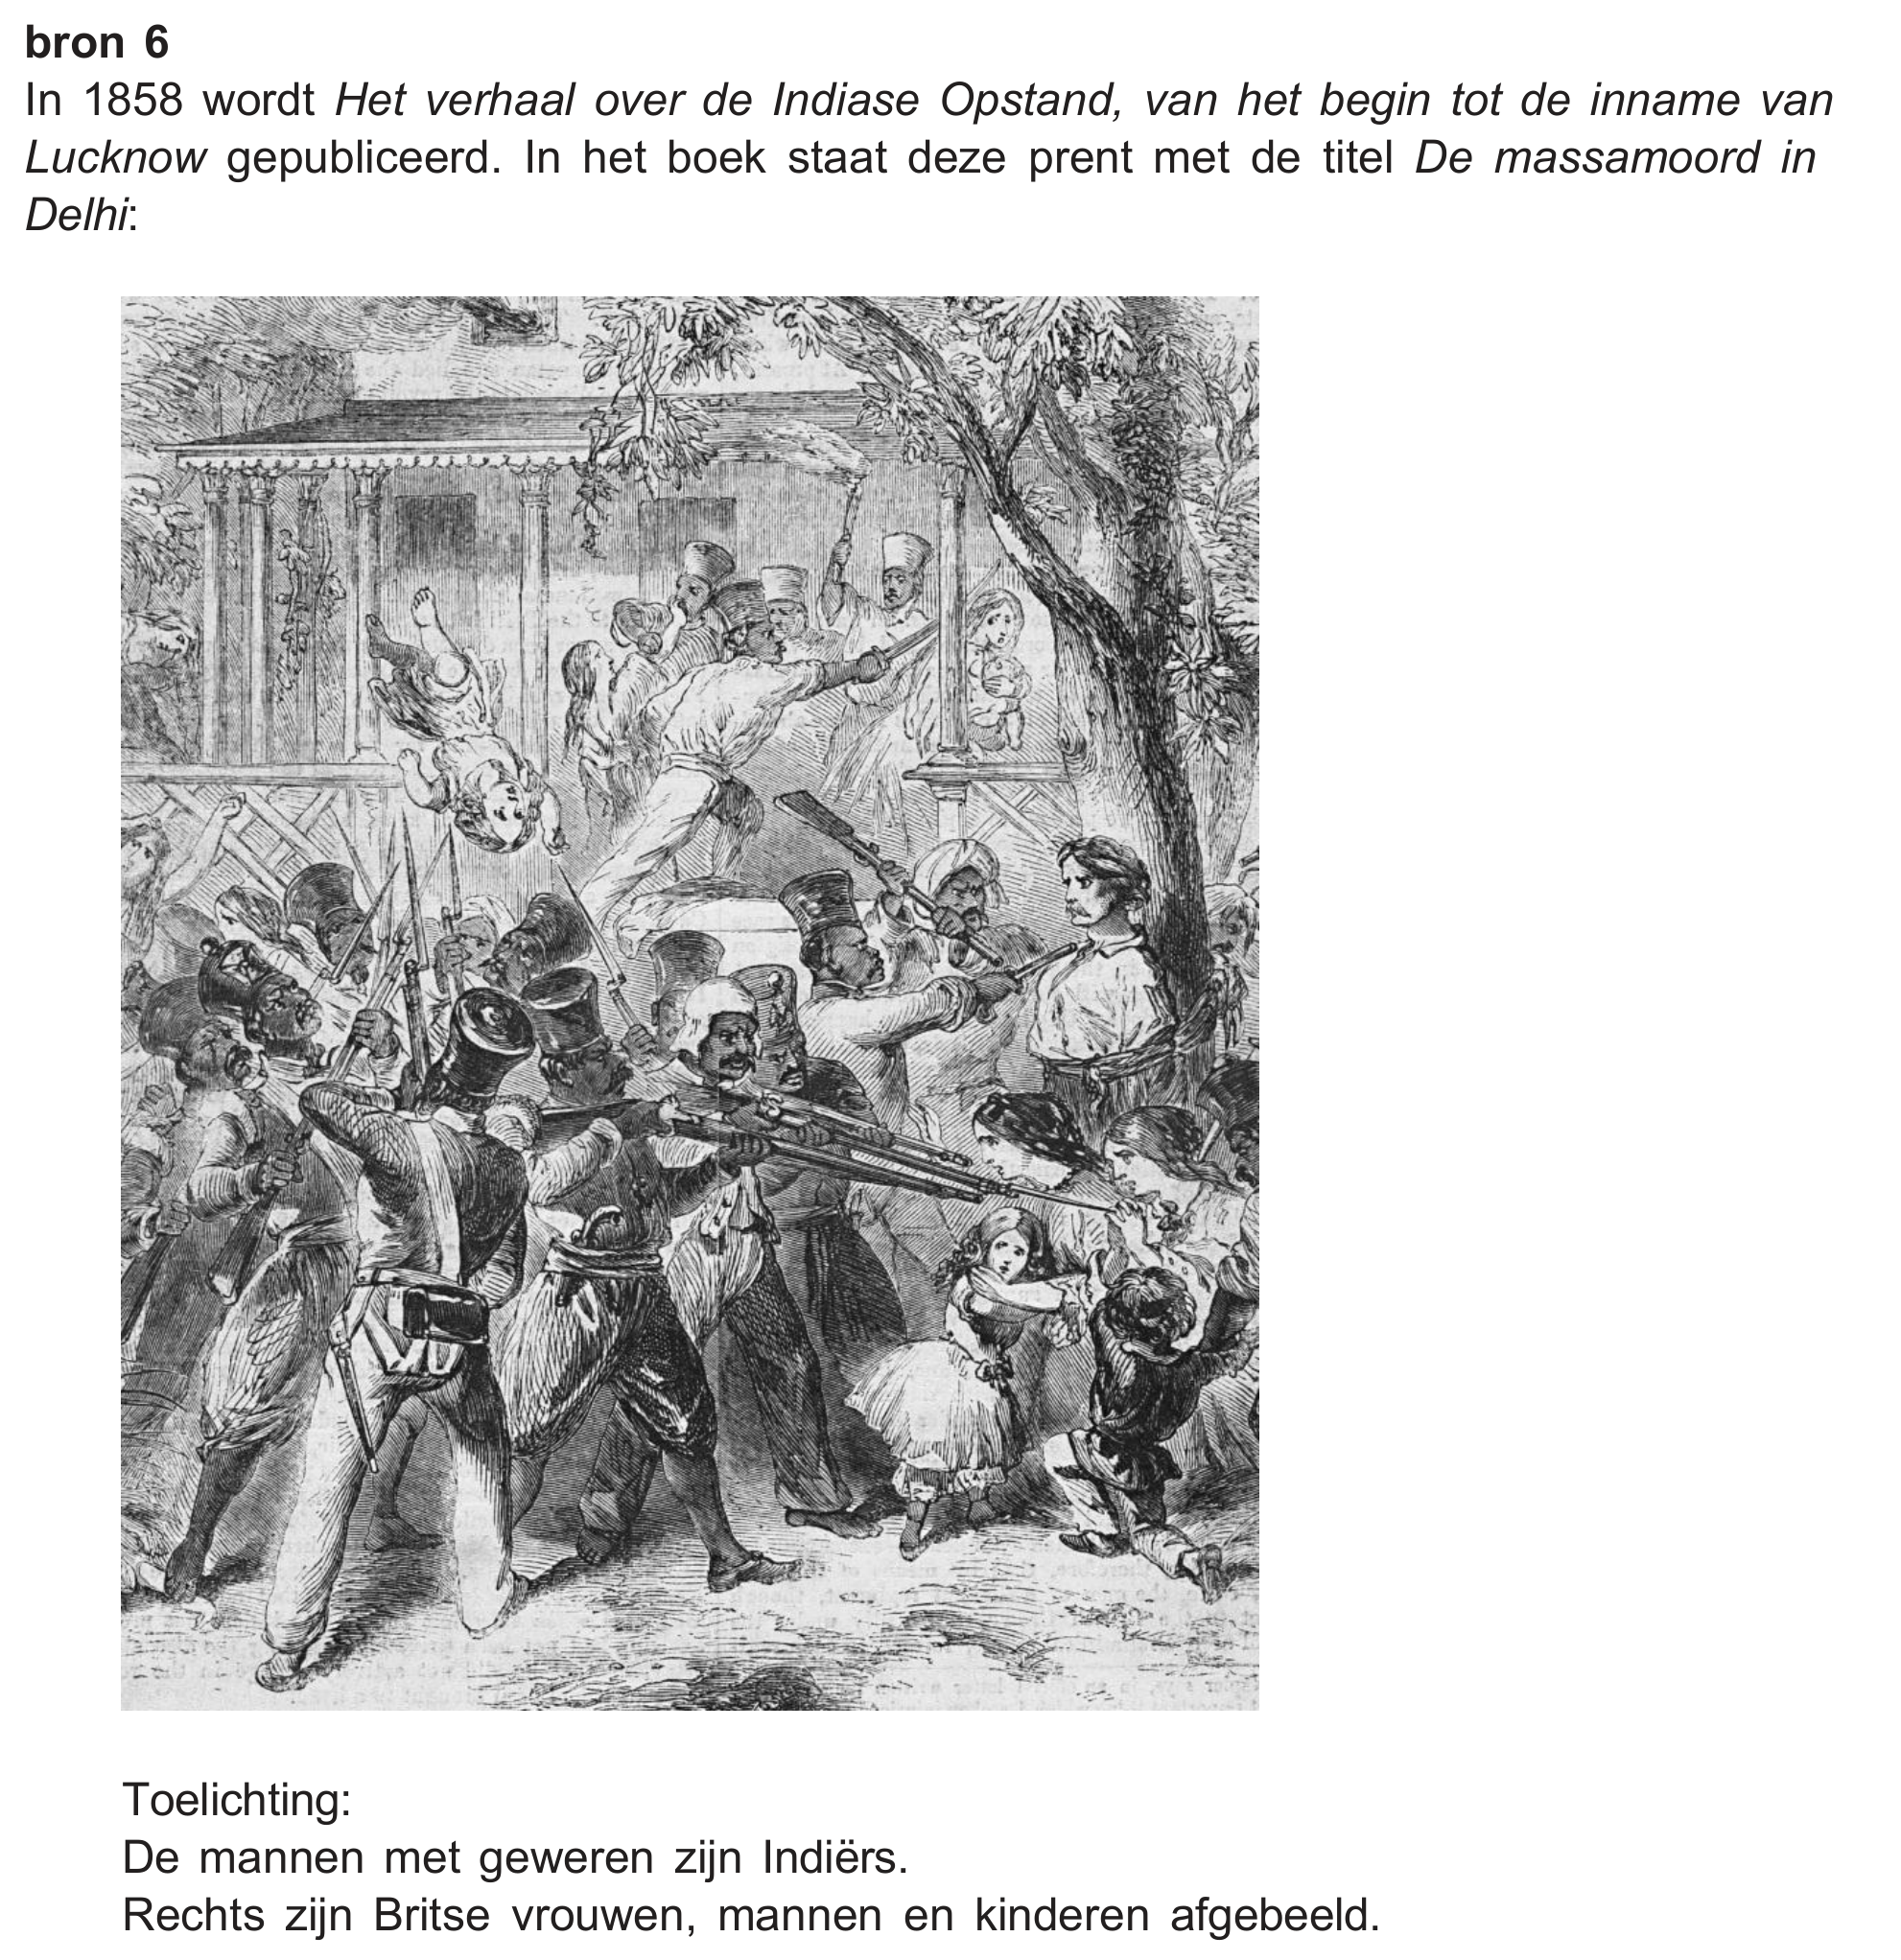 bron 6
In 1858 wordt Het verhaal over de Indiase Opstand, van het begin tot de inname van
Lucknow gepubliceerd. In het boek staat deze prent met de titel De massamoord in
Delhi:
Toelichting:
De mannen met geweren zijn Indiërs.
Rechts zijn Britse vrouwen, mannen en kinderen afgebeeld.